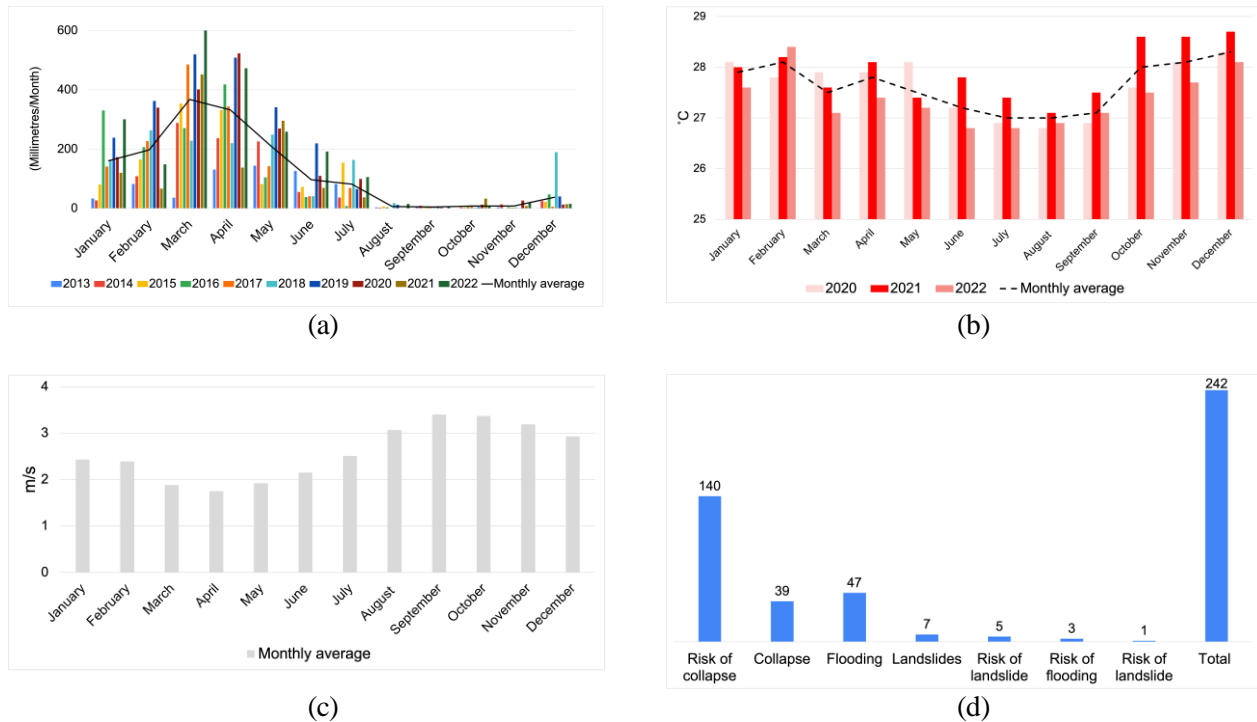 600
400
200
0
(Millimetres/Month)
January
February
March
April
May
June
July
August
September
October
November
December
2013 2014 2015 2016 2017 2018 2019 2020 2021 2022 Monthly average
(a)
29
28
27
26
25
°C
January
February
March
April
May
June
July
August
September
October
November
December
2020 2021 2022 Monthly average
(b)
4
3
2
1
0
m/s
January
February
March
April
May
June
July
August
September
October
November
December
Monthly average
(c)
140
39
47
7
5
3
1
242
Risk of collapse
Collapse
Flooding
Landslides
Risk of landslide
Risk of flooding
Risk of landslide
Total
(d)